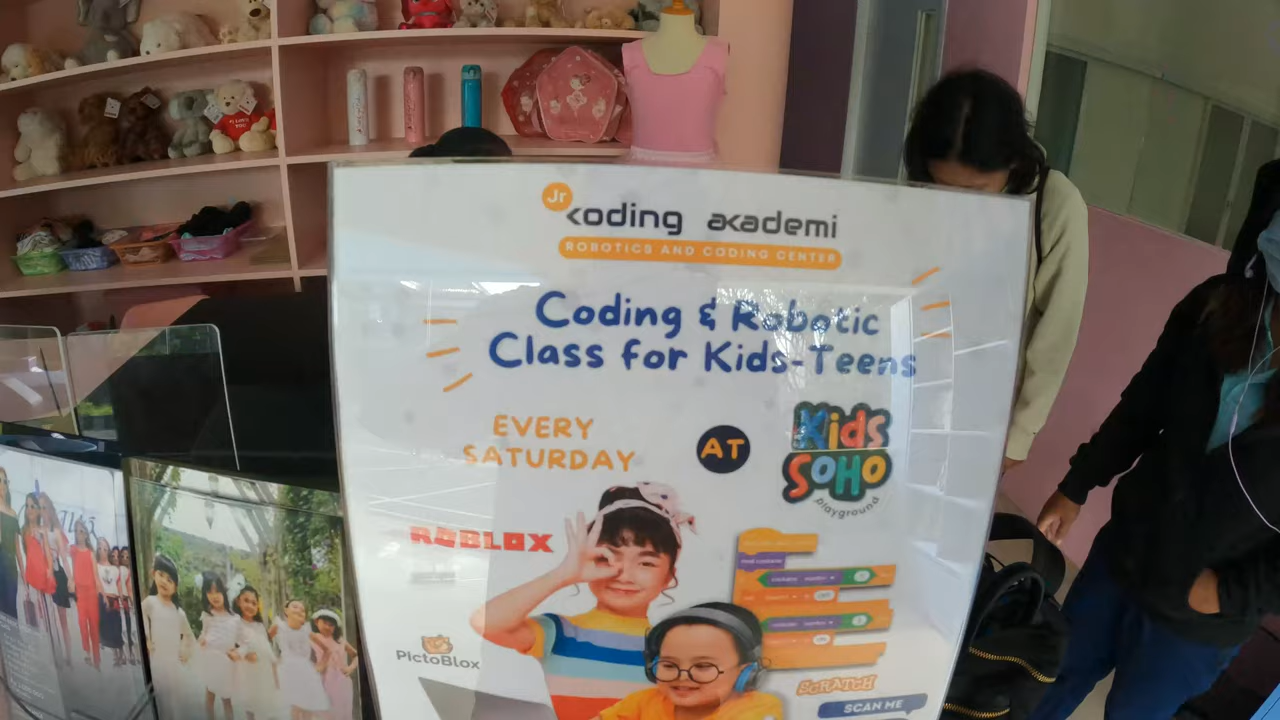 Jr
koding akademi
ROBOTICS AND CODING CENTER
Coding & Robotic
Class for Kids-Teens
EVERY
SATURDAY
AT
Kids
SOHO
playground
ROBLOX
PictoBlox
SCRATCH
SCAN ME